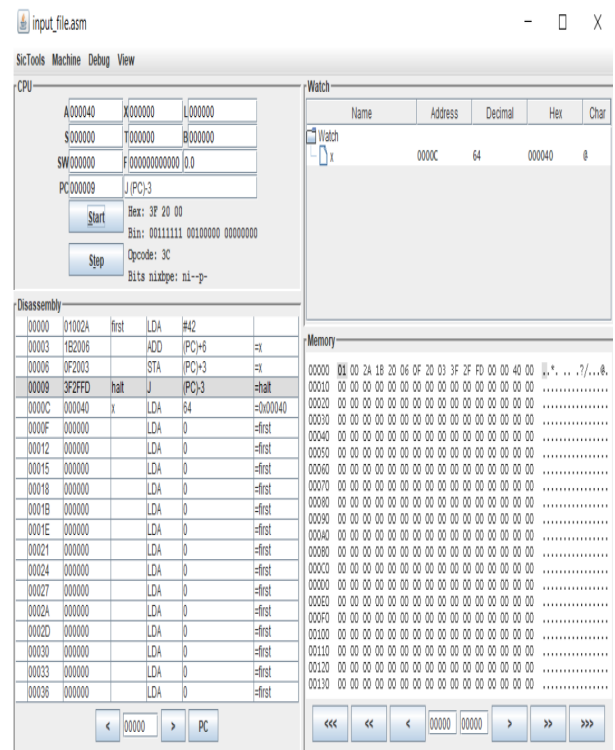 input_file.asm
SicTools Machine Debug View
CPU
A 000040 X 000000 L 000000
S 000000 T 000000 B 000000
SW 000000 F 000000000000 0.0
PC 000009 J (PC)-3
Start
Hex: 3F 20 00
Bin: 00111111 00100000 00000000
Step
Opcode: 3C
Bits nixbpe: ni--p-
Watch
Name Address Decimal Hex Char
Watch
x 0000C 64 000040 @
Disassembly
00000 01002A first LDA #42
00003 1B2006 ADD (PC)+6 =x
00006 0F2003 STA (PC)+3 =x
00009 3F2FFD halt J (PC)-3 =halt
0000C 000040 x LDA 64 =0x00040
0000F 000000 LDA 0 =first
00012 000000 LDA 0 =first
00015 000000 LDA 0 =first
00018 000000 LDA 0 =first
0001B 000000 LDA 0 =first
0001E 000000 LDA 0 =first
00021 000000 LDA 0 =first
00024 000000 LDA 0 =first
00027 000000 LDA 0 =first
0002A 000000 LDA 0 =first
0002D 000000 LDA 0 =first
00030 000000 LDA 0 =first
00033 000000 LDA 0 =first
00036 000000 LDA 0 =first
< 00000 > PC
Memory
00000 01 00 2A 1B 20 06 0F 20 03 3F 2F FD 00 00 40 00 ..*. .. .?/...@.
00010 00 00 00 00 00 00 00 00 00 00 00 00 00 00 00 00 ................
00020 00 00 00 00 00 00 00 00 00 00 00 00 00 00 00 00 ................
00030 00 00 00 00 00 00 00 00 00 00 00 00 00 00 00 00 ................
00040 00 00 00 00 00 00 00 00 00 00 00 00 00 00 00 00 ................
00050 00 00 00 00 00 00 00 00 00 00 00 00 00 00 00 00 ................
00060 00 00 00 00 00 00 00 00 00 00 00 00 00 00 00 00 ................
00070 00 00 00 00 00 00 00 00 00 00 00 00 00 00 00 00 ................
00080 00 00 00 00 00 00 00 00 00 00 00 00 00 00 00 00 ................
00090 00 00 00 00 00 00 00 00 00 00 00 00 00 00 00 00 ................
000A0 00 00 00 00 00 00 00 00 00 00 00 00 00 00 00 00 ................
000B0 00 00 00 00 00 00 00 00 00 00 00 00 00 00 00 00 ................
000C0 00 00 00 00 00 00 00 00 00 00 00 00 00 00 00 00 ................
000D0 00 00 00 00 00 00 00 00 00 00 00 00 00 00 00 00 ................
000E0 00 00 00 00 00 00 00 00 00 00 00 00 00 00 00 00 ................
000F0 00 00 00 00 00 00 00 00 00 00 00 00 00 00 00 00 ................
00100 00 00 00 00 00 00 00 00 00 00 00 00 00 00 00 00 ................
00110 00 00 00 00 00 00 00 00 00 00 00 00 00 00 00 00 ................
00120 00 00 00 00 00 00 00 00 00 00 00 00 00 00 00 00 ................
00130 00 00 00 00 00 00 00 00 00 00 00 00 00 00 00 00 ................
<<< << < 00000 00000 > >> >>>